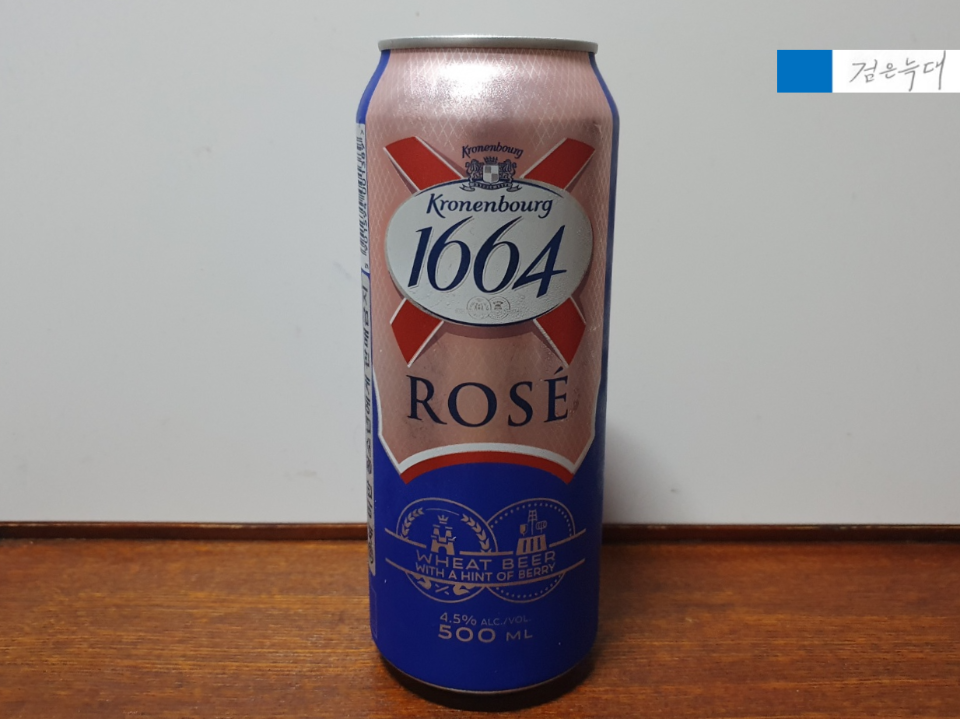 검은늑대
Kronenbourg
Kronenbourg
1664
ROSÉ
WHEAT BEER
WITH A HINT OF BERRY
4.5% ALC./VOL.
500 ML